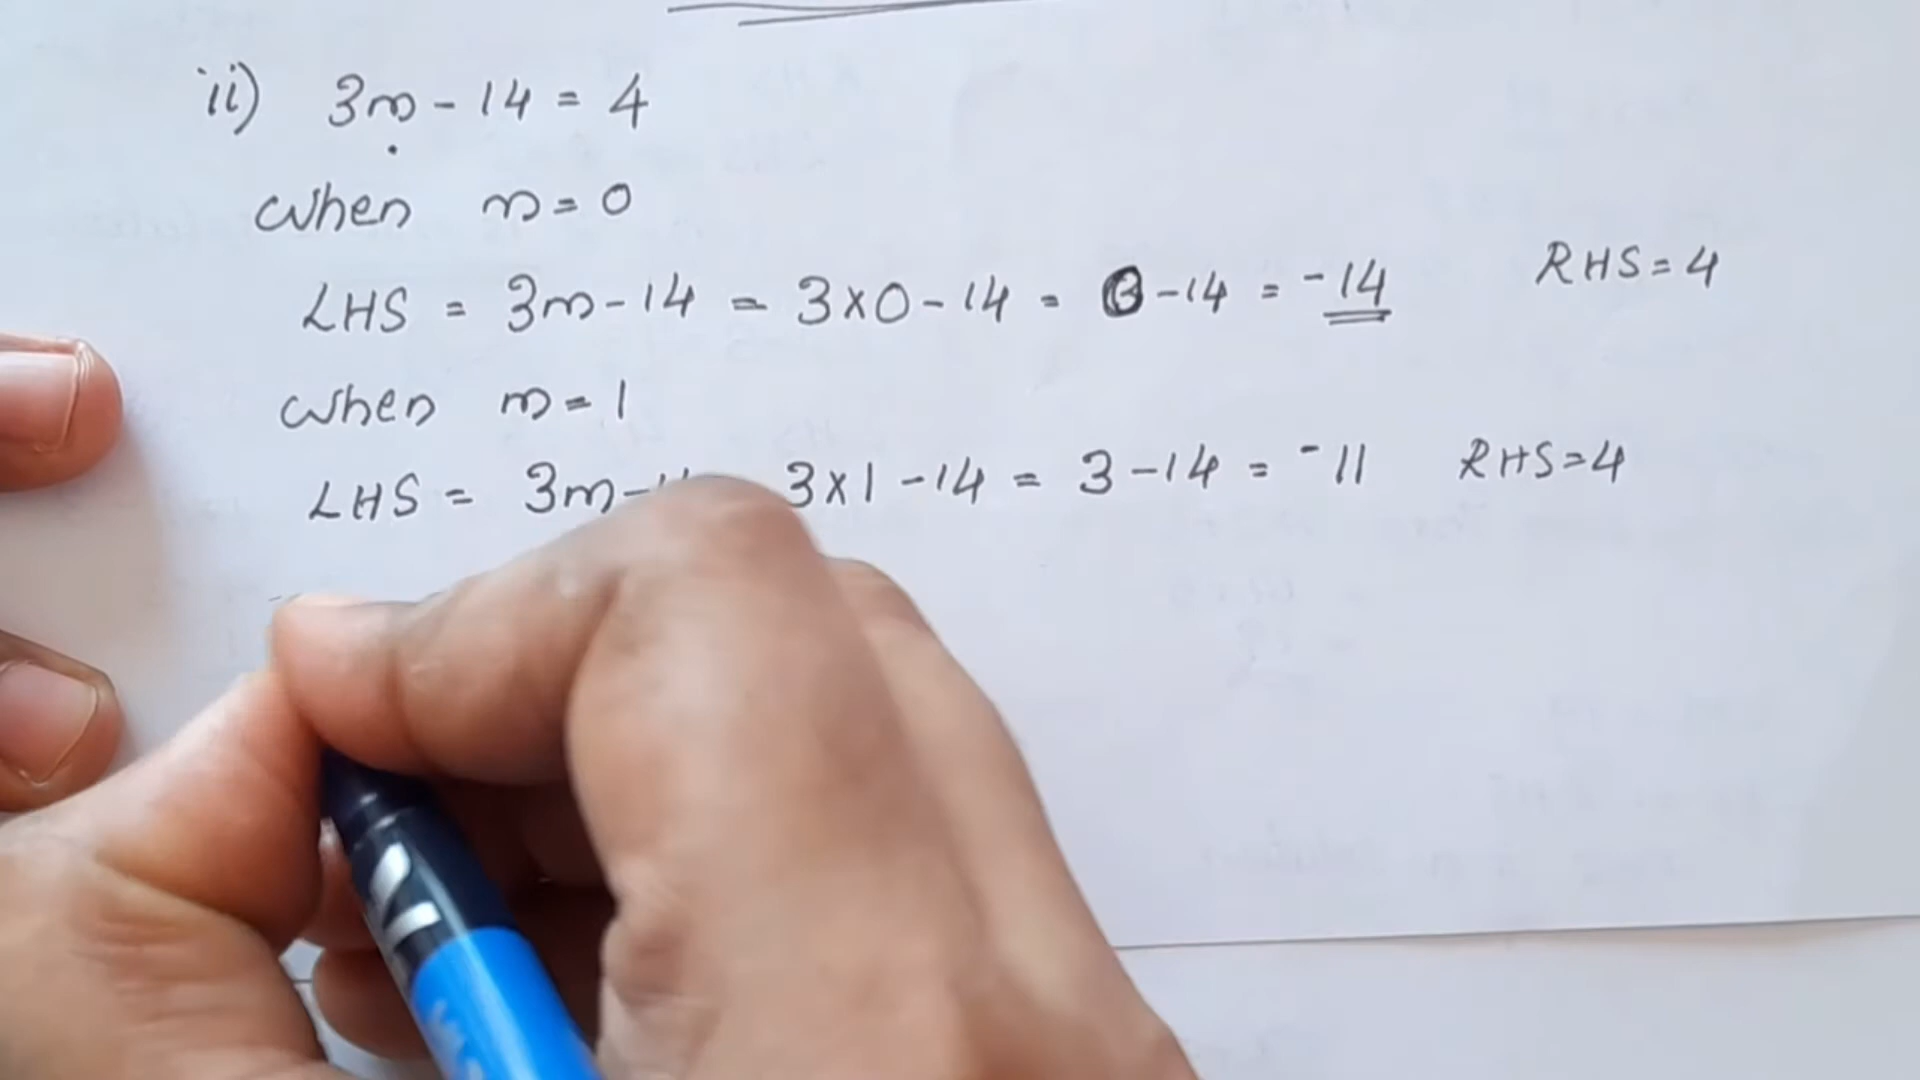 ii) 3m - 14 = 4
when m = 0
LHS = 3m - 14 = 3x0 - 14 = 0 - 14 = -14 RHS = 4
when m = 1
LHS = 3m - 3x1 - 14 = 3 - 14 = -11 RHS = 4